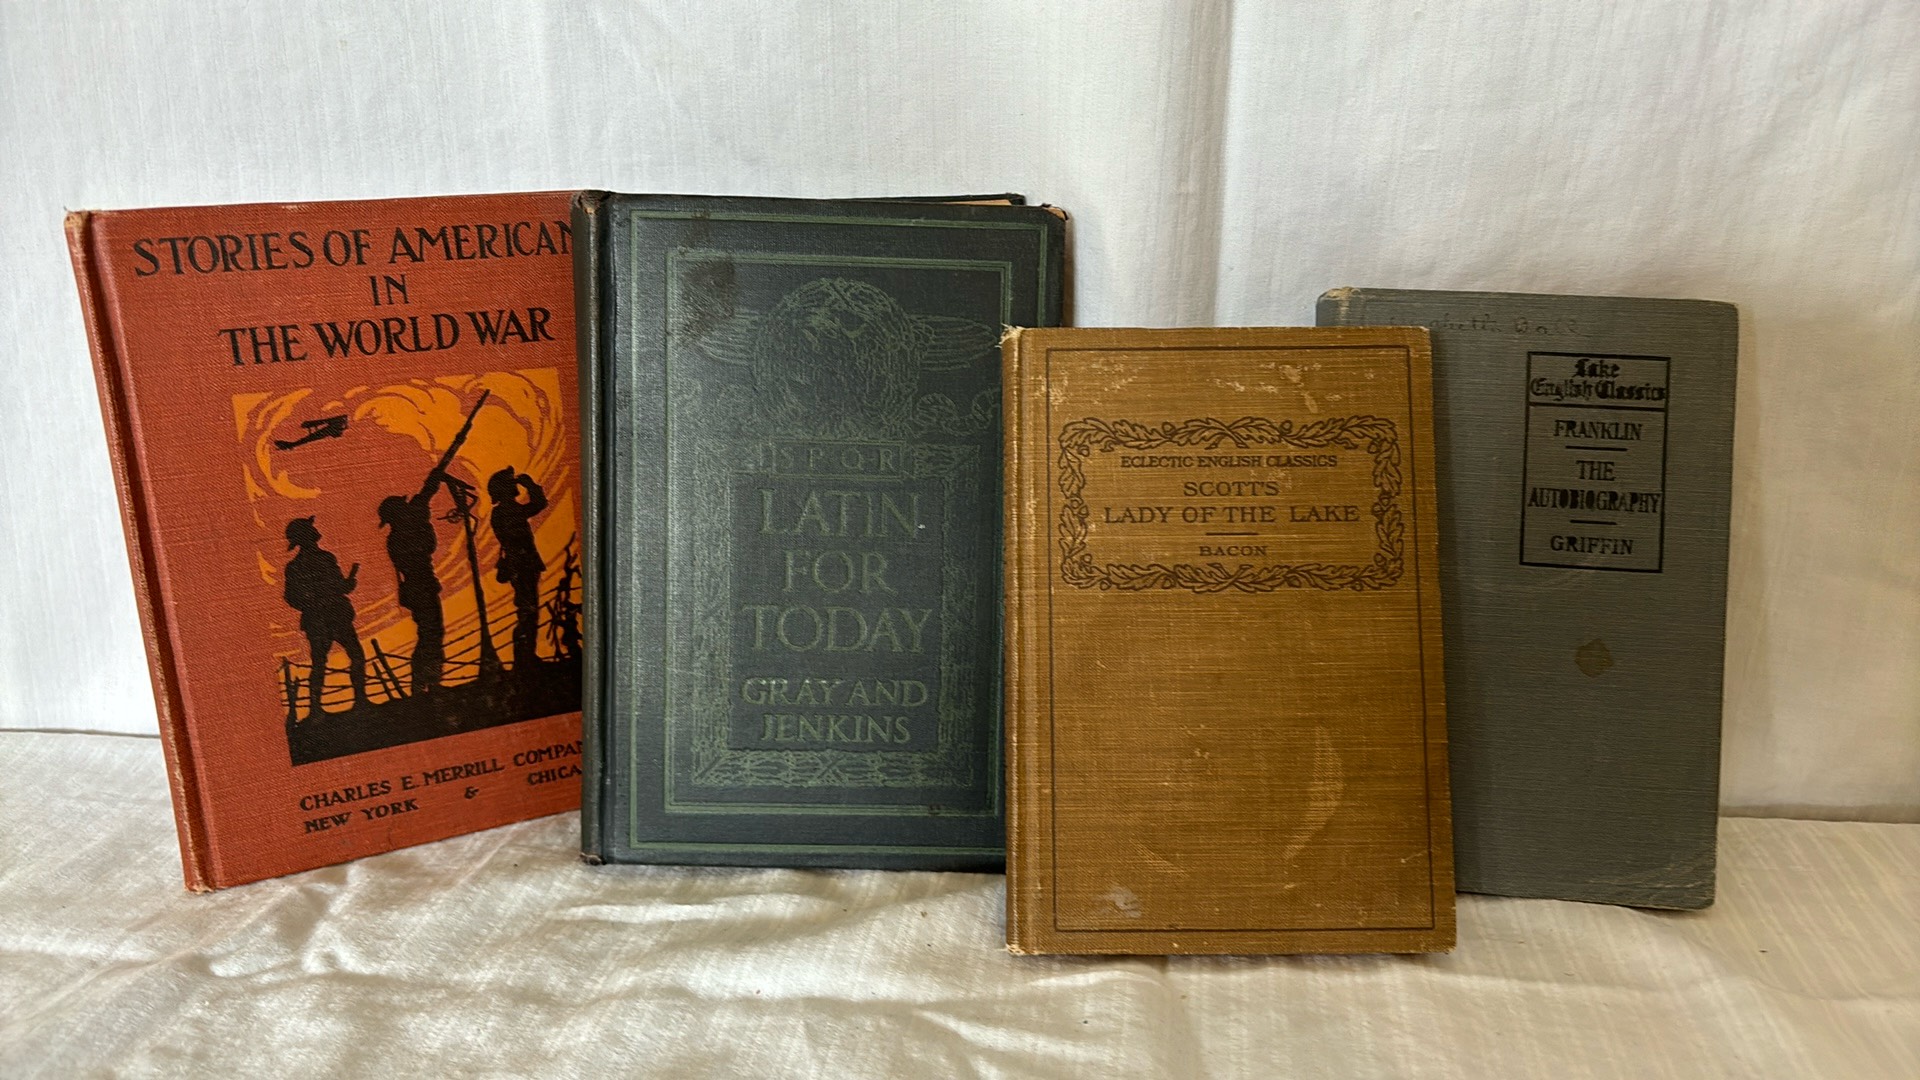 STORIES OF AMERICAN
IN
THE WORLD WAR
CHARLES E. MERRILL COMPAN
NEW YORK & CHICA
S·P·Q·R
LATIN
FOR
TODAY
GRAY AND
JENKINS
ECLECTIC ENGLISH CLASSICS
SCOTT'S
LADY OF THE LAKE
BACON
Lake
English Classics
FRANKLIN
THE
AUTOBIOGRAPHY
GRIFFIN